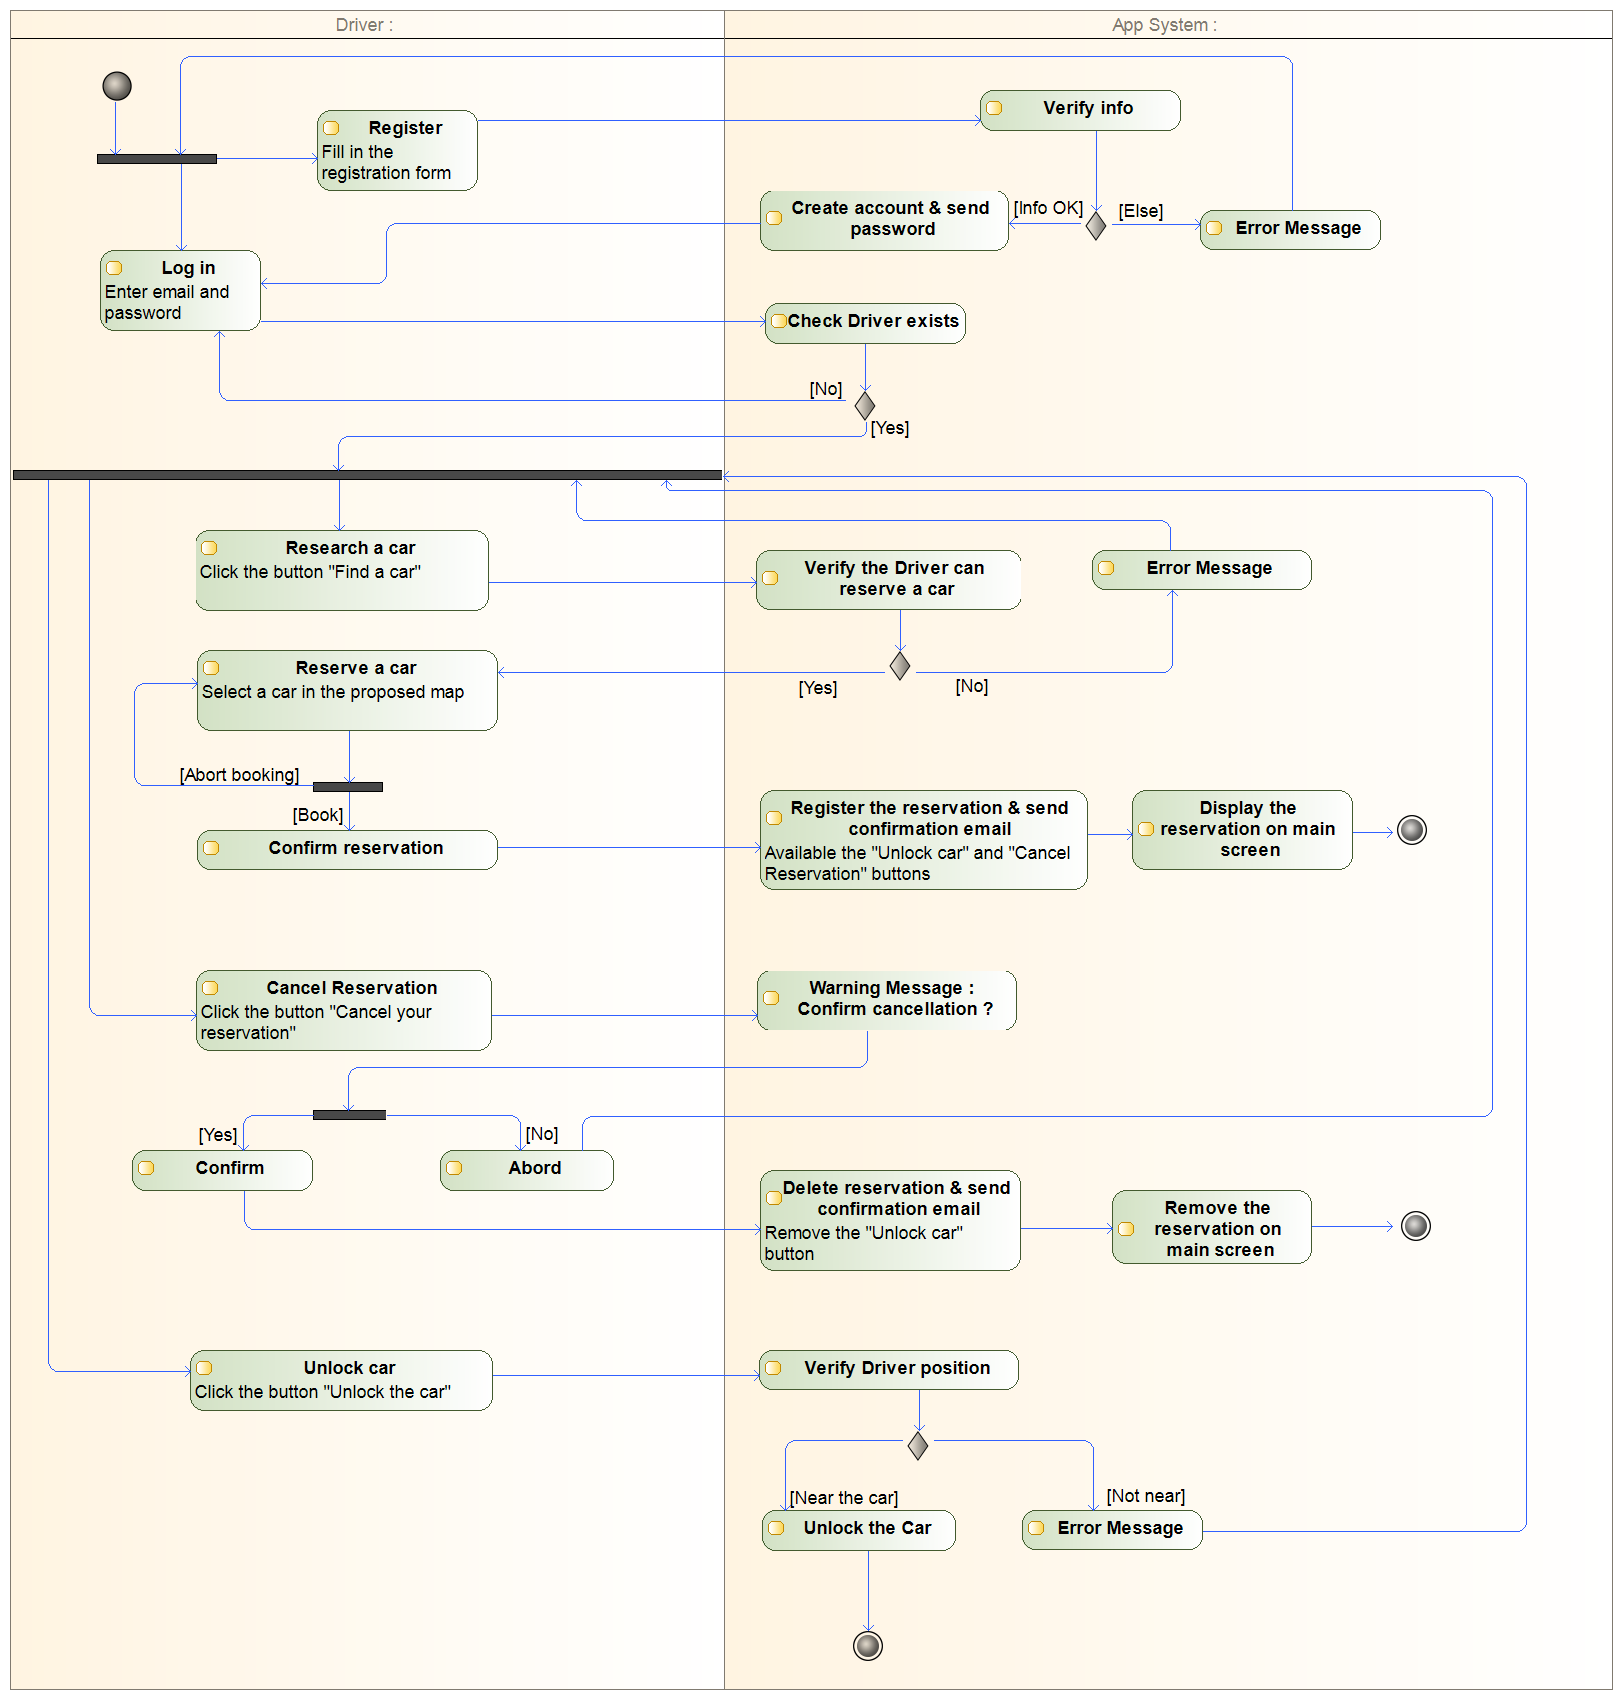 Driver :
App System :
Verify info
Register
Fill in the
registration form
Create account & send
password
[Info OK]
[Else]
Error Message
Log in
Enter email and
password
Check Driver exists
[No]
[Yes]
Research a car
Click the button "Find a car"
Verify the Driver can
reserve a car
Error Message
Reserve a car
Select a car in the proposed map
[Yes]
[No]
[Abort booking]
[Book]
Confirm reservation
Register the reservation & send
confirmation email
Available the "Unlock car" and "Cancel
Reservation" buttons
Display the
reservation on main
screen
Cancel Reservation
Click the button "Cancel your
reservation"
Warning Message :
Confirm cancellation ?
[Yes]
[No]
Confirm
Abord
Delete reservation & send
confirmation email
Remove the "Unlock car"
button
Remove the
reservation on
main screen
Unlock car
Click the button "Unlock the car"
Verify Driver position
[Near the car]
[Not near]
Unlock the Car
Error Message